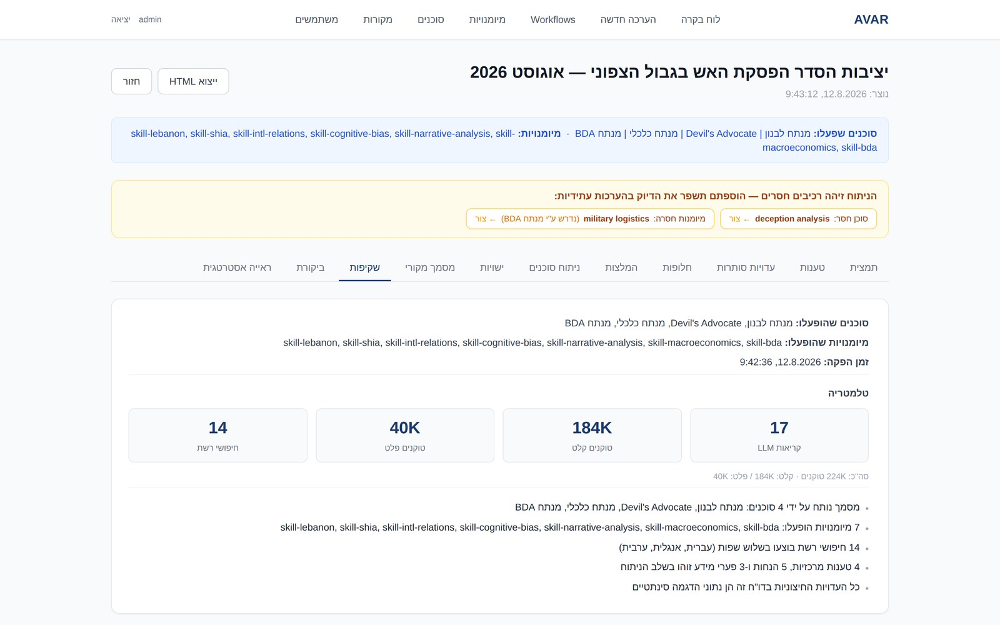 AVAR
לוח בקרה
הערכה חדשה
Workflows
מיומנויות
סוכנים
מקורות
משתמשים
admin
יציאה
יציבות הסדר הפסקת האש בגבול הצפוני — אוגוסט 2026
נוצר: 12.8.2026, 9:43:12
ייצוא HTML
חזור
סוכנים שפעלו: מנתח לבנון | Devil's Advocate | מנתח כלכלי | מנתח BDA · מיומנויות: skill-lebanon, skill-shia, skill-intl-relations, skill-cognitive-bias, skill-narrative-analysis, skill-
macroeconomics, skill-bda
הניתוח זיהה רכיבים חסרים — הוספתם תשפר את הדיוק בהערכות עתידיות:
סוכן חסר: deception analysis ← צור
מיומנות חסרה: military logistics (נדרש ע"י מנתח BDA) ← צור
תמצית
טענות
עדויות סותרות
חלופות
המלצות
ניתוח סוכנים
ישויות
מסמך מקורי
שקיפות
ביקורת
ראייה אסטרטגית
סוכנים שהופעלו: מנתח לבנון, Devil's Advocate, מנתח כלכלי, מנתח BDA
מיומנויות שהופעלו: skill-lebanon, skill-shia, skill-intl-relations, skill-cognitive-bias, skill-narrative-analysis, skill-macroeconomics, skill-bda
זמן הפקה: 12.8.2026, 9:42:36
טלמטריה
17
קריאות LLM
184K
טוקנים קלט
40K
טוקנים פלט
14
חיפושי רשת
סה"כ: 224K טוקנים · קלט: 184K / פלט: 40K
• מסמך נותח על ידי 4 סוכנים: מנתח לבנון, Devil's Advocate, מנתח כלכלי, מנתח BDA
• 7 מיומנויות הופעלו: skill-lebanon, skill-shia, skill-intl-relations, skill-cognitive-bias, skill-narrative-analysis, skill-macroeconomics, skill-bda
• 14 חיפושי רשת בוצעו בשלוש שפות (עברית, אנגלית, ערבית)
• 4 טענות מרכזיות, 5 הנחות ו-3 פערי מידע זוהו בשלב הניתוח
• כל העדויות החיצוניות בדו"ח זה הן נתוני הדגמה סינתטיים